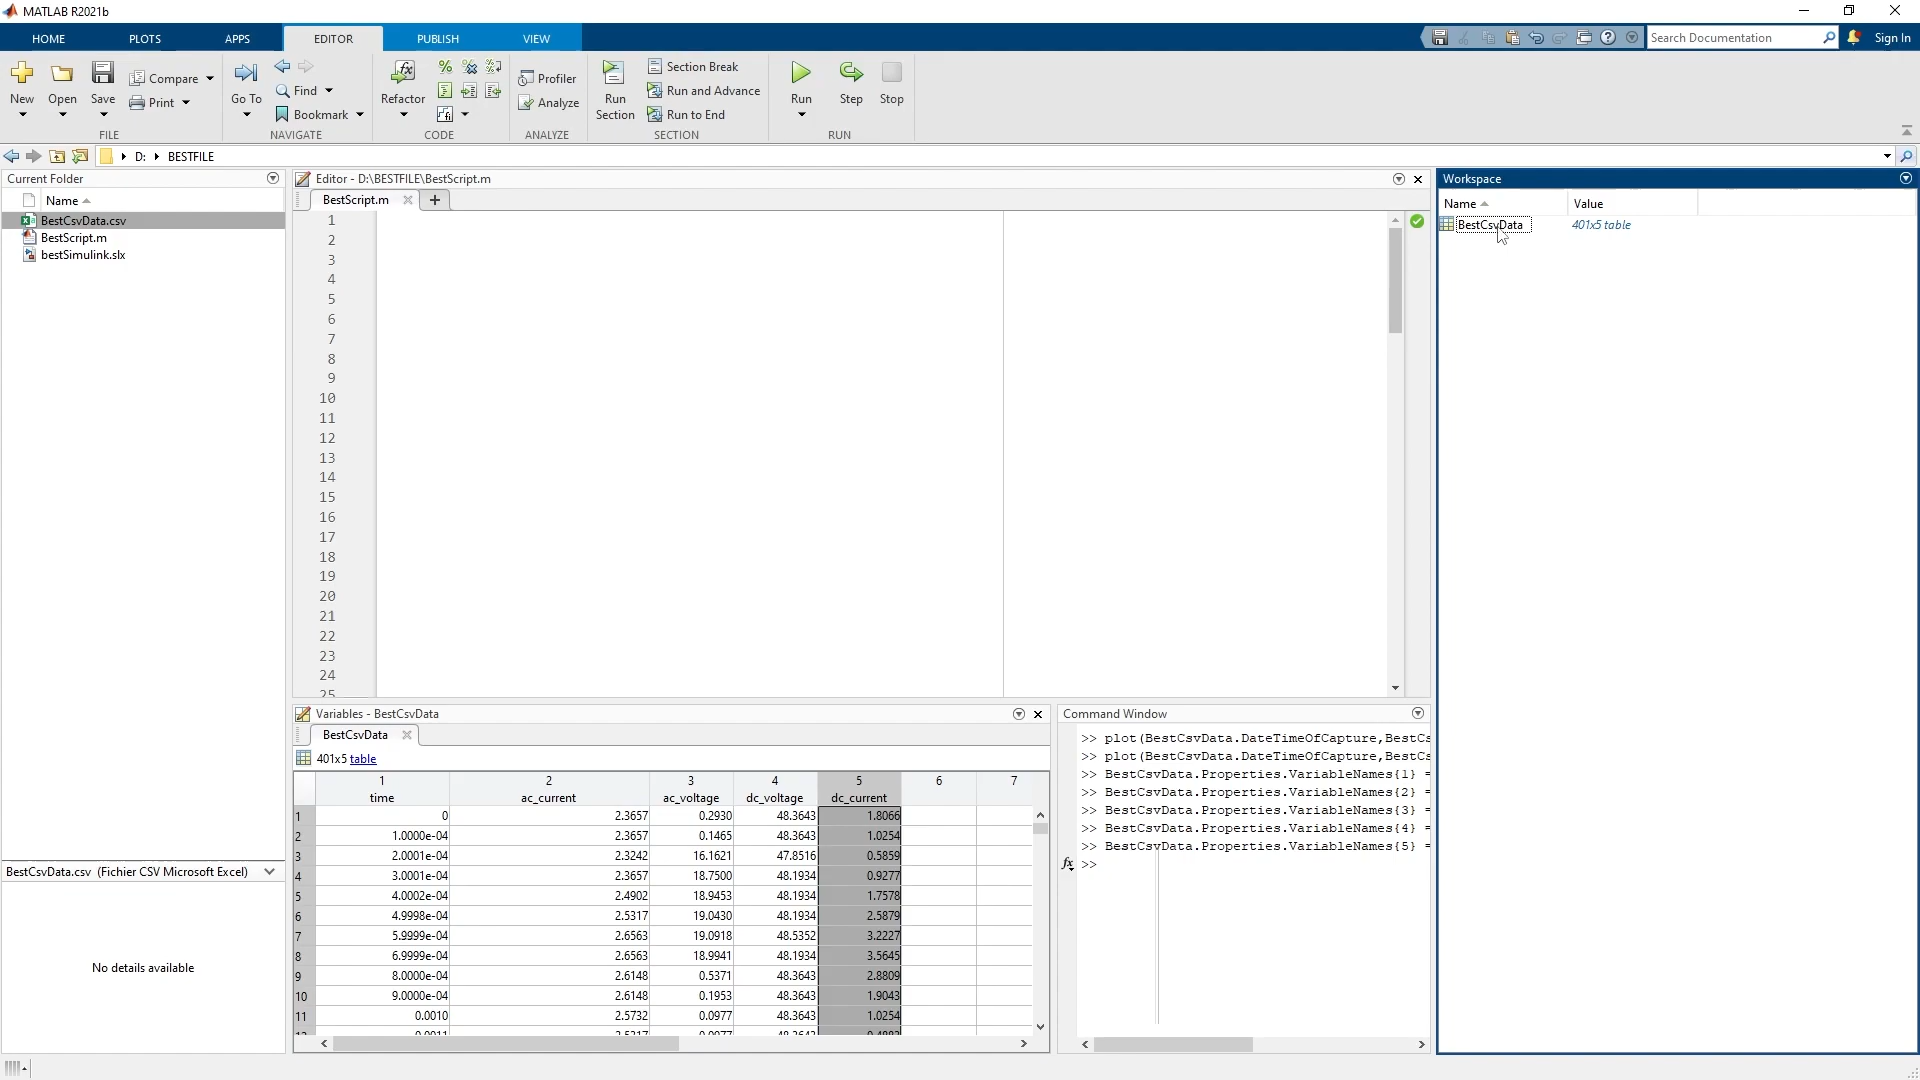 MATLAB R2021b
HOME PLOTS APPS EDITOR PUBLISH VIEW
Search Documentation
Sign In
New Open Save Compare Print
FILE
Go To Find Bookmark
NAVIGATE
Refactor
CODE
Profiler
Analyze
ANALYZE
Run Section
Section Break
Run and Advance
Run to End
SECTION
Run Step Stop
RUN
D: BESTFILE
Current Folder
Name
BestCsvData.csv
BestScript.m
bestSimulink.slx
BestCsvData.csv (Fichier CSV Microsoft Excel)
No details available
Editor - D:\BESTFILE\BestScript.m
BestScript.m
1
2
3
4
5
6
7
8
9
10
11
12
13
14
15
16
17
18
19
20
21
22
23
24
25
Variables - BestCsvData
BestCsvData
401x5 table
1 2 3 4 5 6 7
time ac_current ac_voltage dc_voltage dc_current
1 0 2.3657 0.2930 48.3643 1.8066
2 1.0000e-04 2.3657 0.1465 48.3643 1.0254
3 2.0001e-04 2.3242 16.1621 47.8516 0.5859
4 3.0001e-04 2.3657 18.7500 48.1934 0.9277
5 4.0002e-04 2.4902 18.9453 48.1934 1.7578
6 4.9998e-04 2.5317 19.0430 48.1934 2.5879
7 5.9999e-04 2.6563 19.0918 48.5352 3.2227
8 6.9999e-04 2.6563 18.9941 48.1934 3.5645
9 8.0000e-04 2.6148 0.5371 48.3643 2.8809
10 9.0000e-04 2.6148 0.1953 48.3643 1.9043
11 0.0010 2.5732 0.0977 48.3643 1.0254
Command Window
>> plot(BestCsvData.DateTimeOfCapture,BestCs
>> plot(BestCsvData.DateTimeOfCapture,BestCs
>> BestCsvData.Properties.VariableNames{1} =
>> BestCsvData.Properties.VariableNames{2} =
>> BestCsvData.Properties.VariableNames{3} =
>> BestCsvData.Properties.VariableNames{4} =
>> BestCsvData.Properties.VariableNames{5} =
fx >>
Workspace
Name Value
BestCsvData 401x5 table